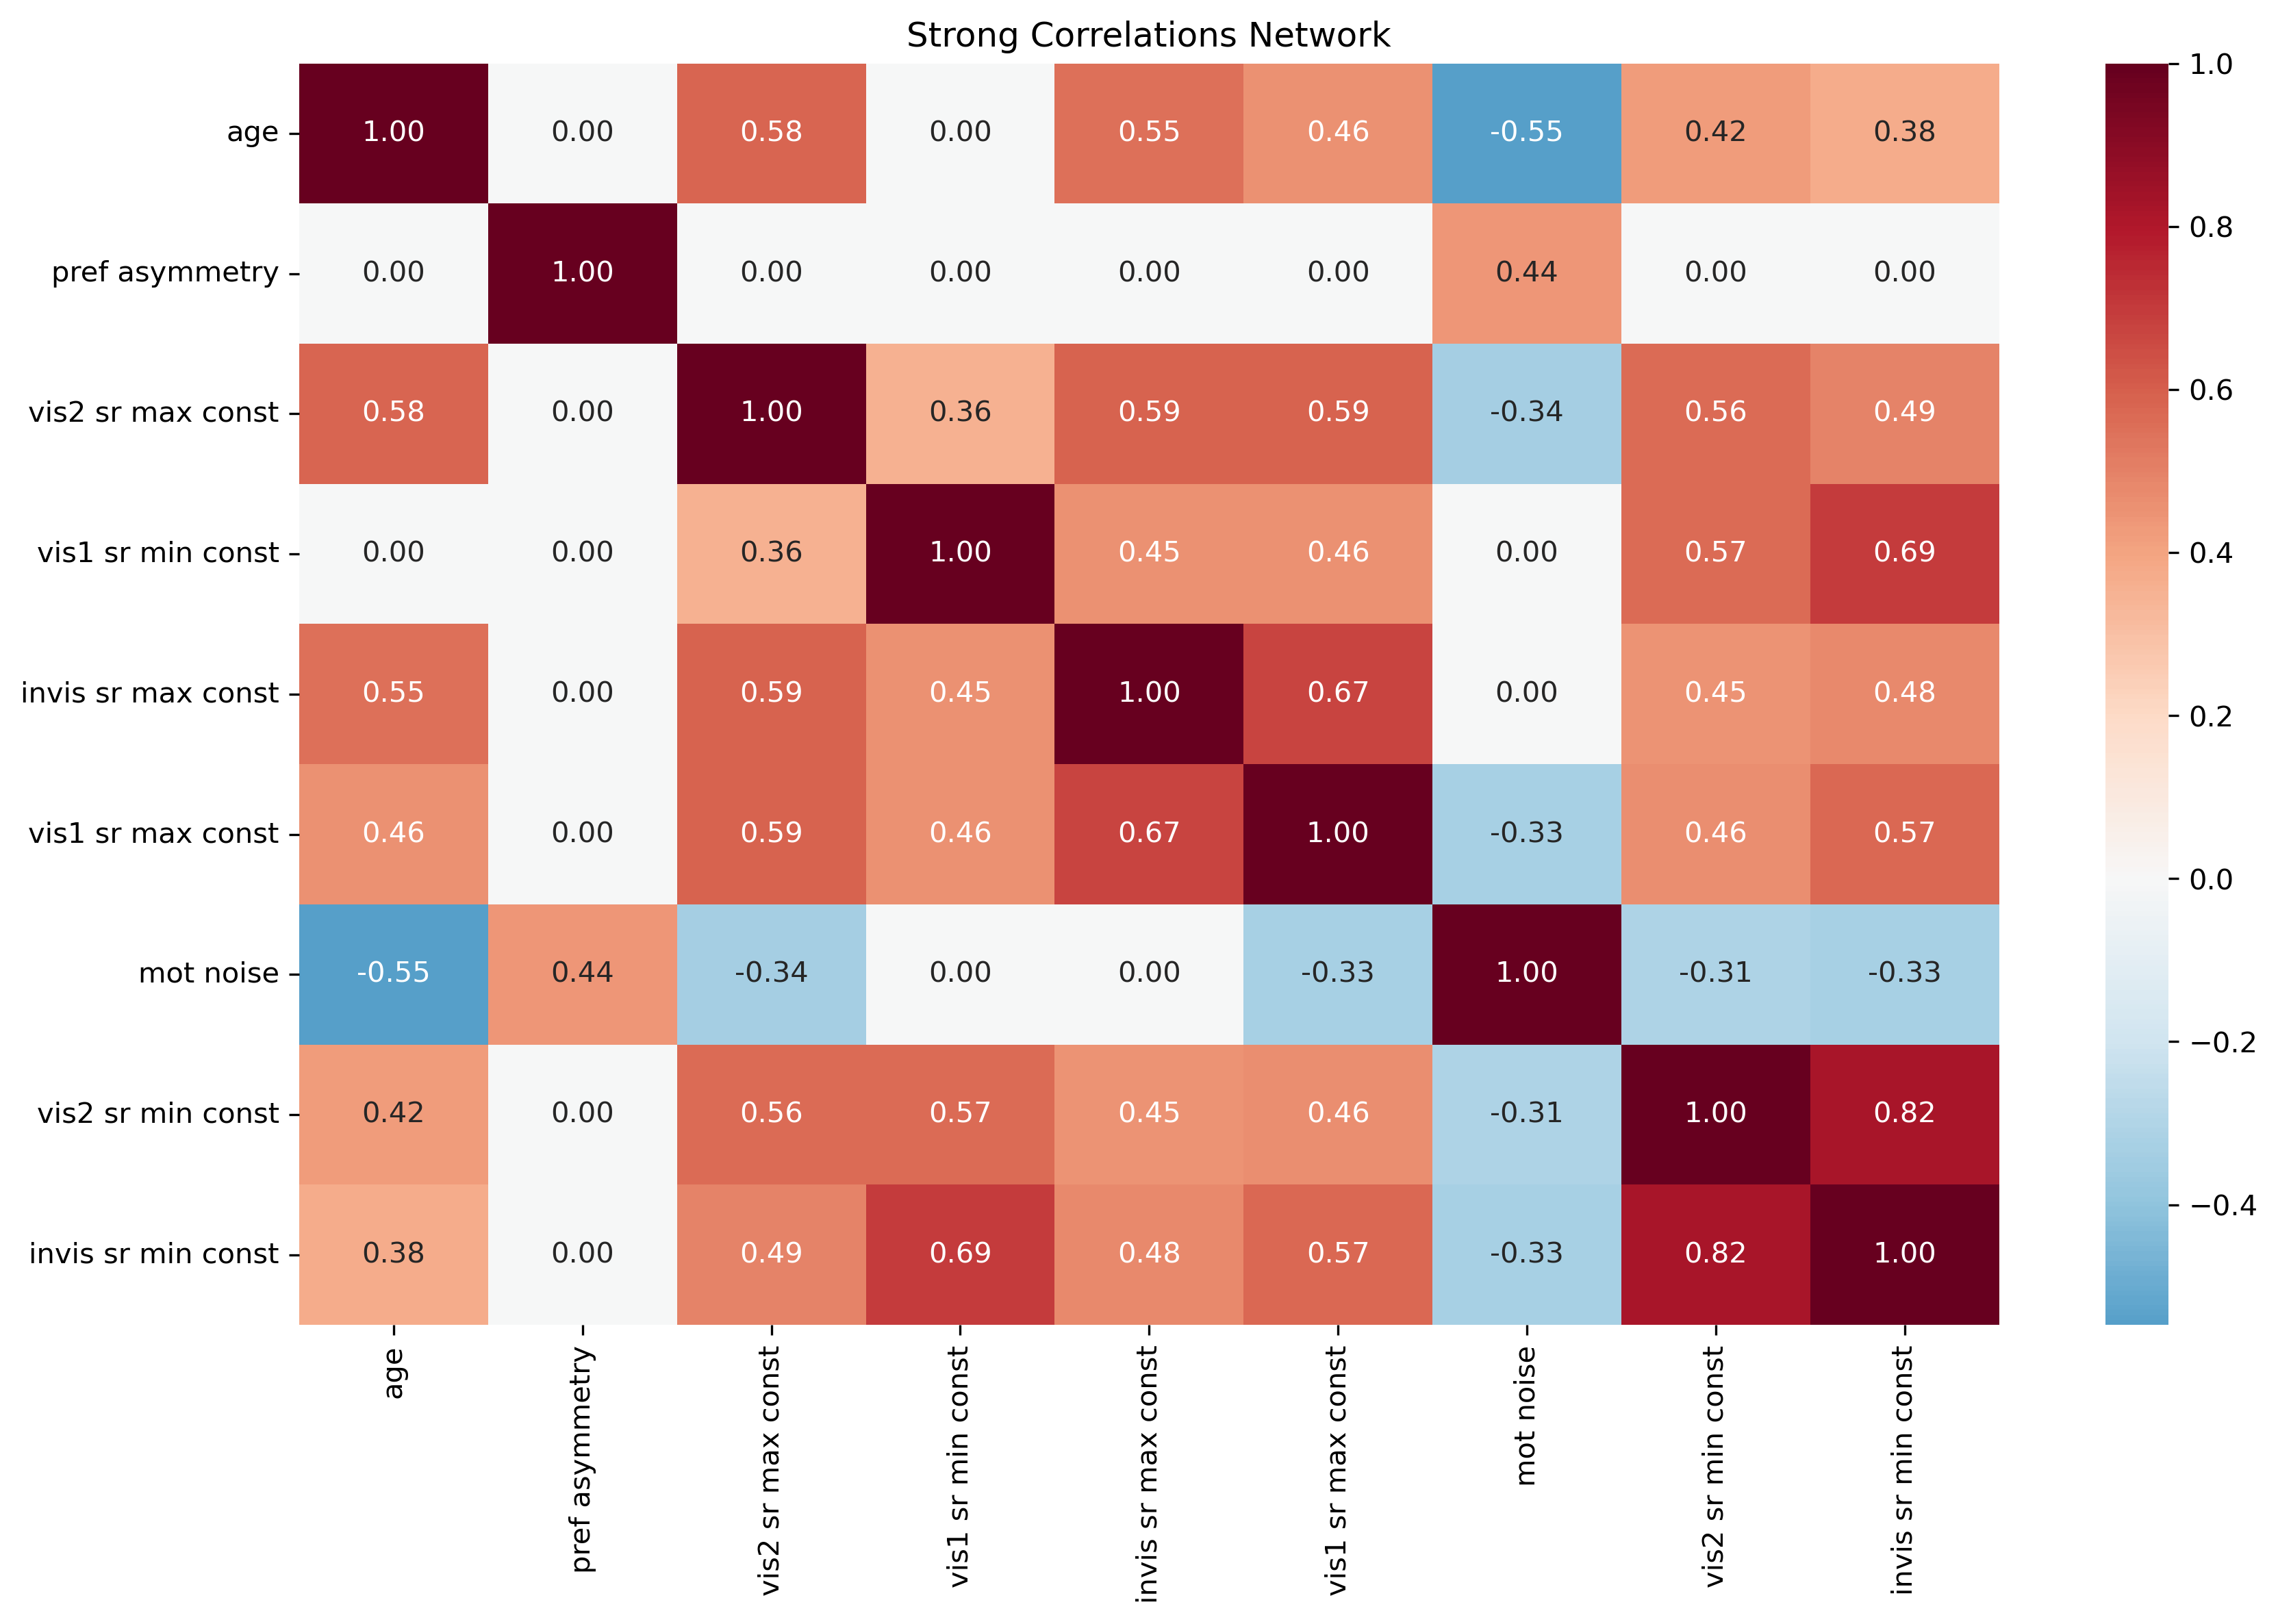 Strong Correlations Network
age 1.00 0.00 0.58 0.00 0.55 0.46 -0.55 0.42 0.38
pref asymmetry 0.00 1.00 0.00 0.00 0.00 0.00 0.44 0.00 0.00
vis2 sr max const 0.58 0.00 1.00 0.36 0.59 0.59 -0.34 0.56 0.49
vis1 sr min const 0.00 0.00 0.36 1.00 0.45 0.46 0.00 0.57 0.69
invis sr max const 0.55 0.00 0.59 0.45 1.00 0.67 0.00 0.45 0.48
vis1 sr max const 0.46 0.00 0.59 0.46 0.67 1.00 -0.33 0.46 0.57
mot noise -0.55 0.44 -0.34 0.00 0.00 -0.33 1.00 -0.31 -0.33
vis2 sr min const 0.42 0.00 0.56 0.57 0.45 0.46 -0.31 1.00 0.82
invis sr min const 0.38 0.00 0.49 0.69 0.48 0.57 -0.33 0.82 1.00
age
pref asymmetry
vis2 sr max const
vis1 sr min const
invis sr max const
vis1 sr max const
mot noise
vis2 sr min const
invis sr min const
1.0
0.8
0.6
0.4
0.2
0.0
−0.2
−0.4